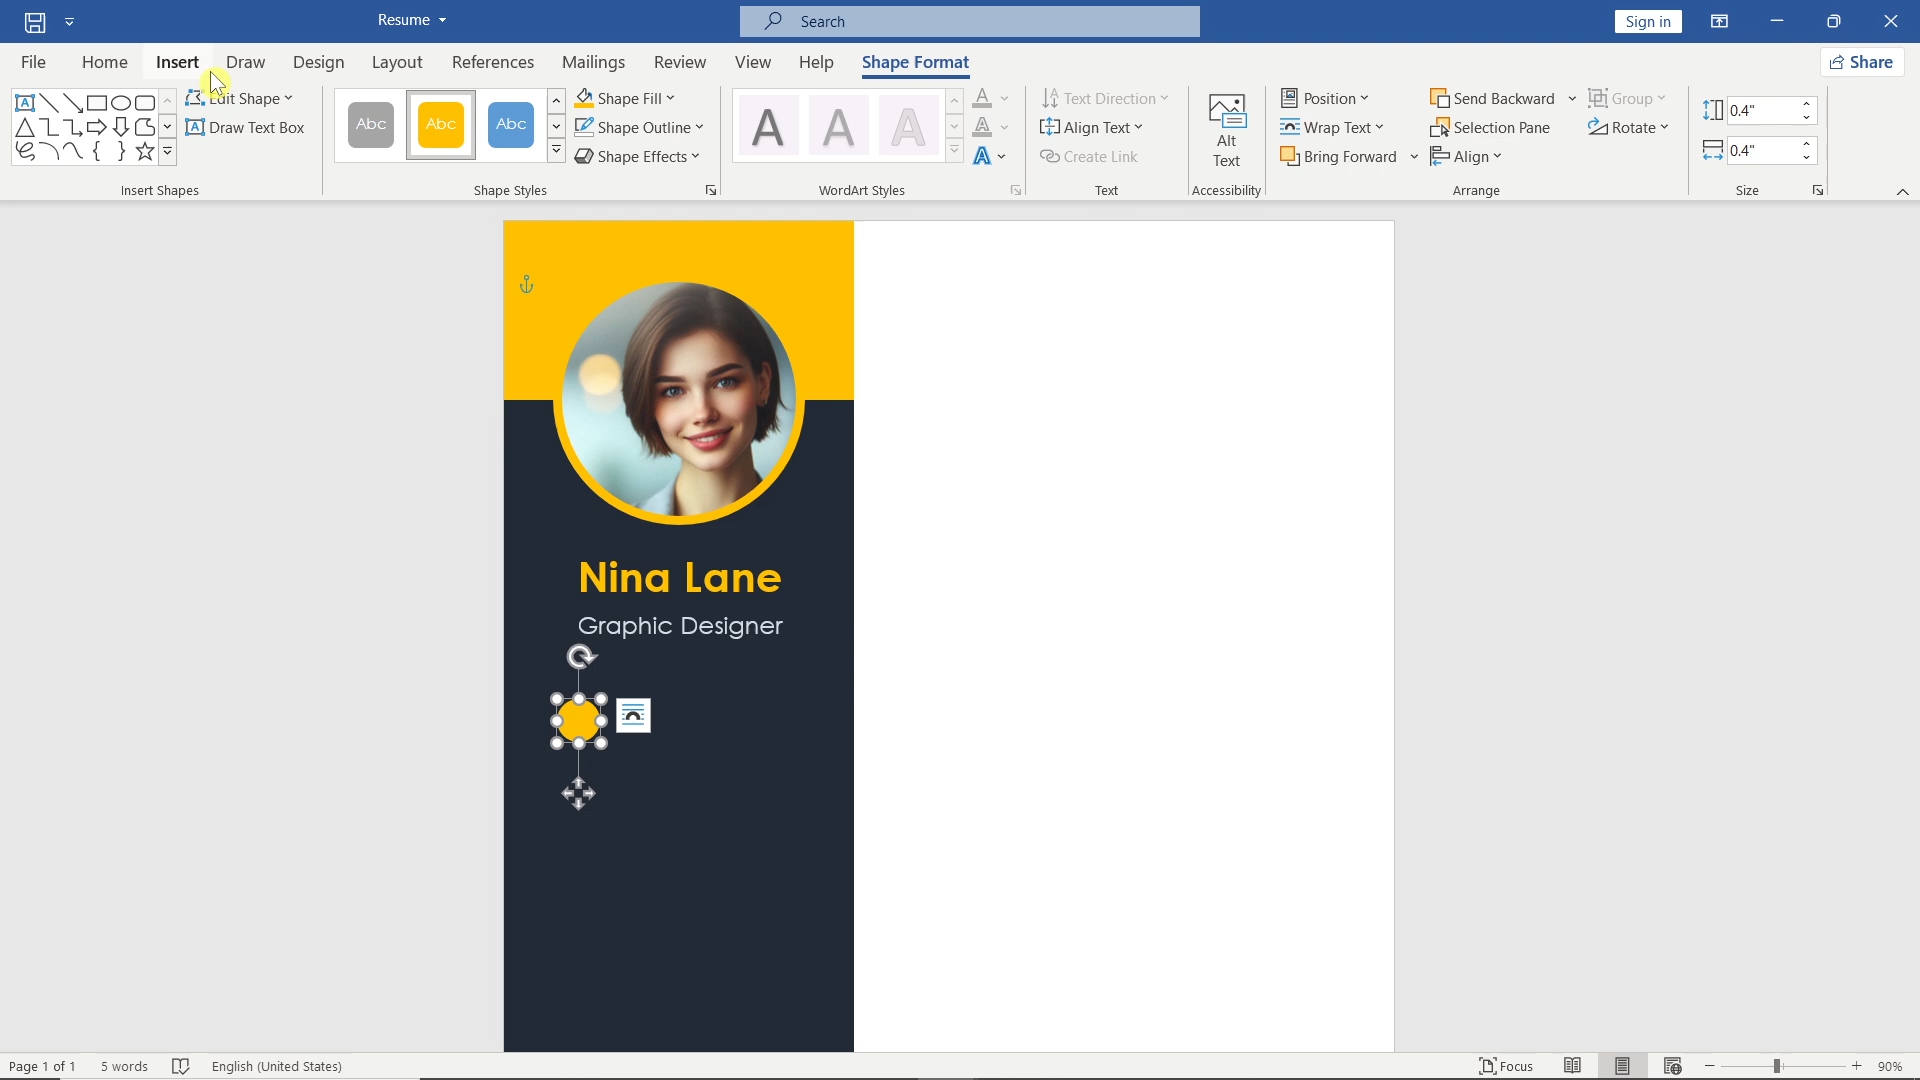 Resume
Search
Sign in
File Home Insert Draw Design Layout References Mailings Review View Help Shape Format
Share
Edit Shape
Draw Text Box
Insert Shapes
Abc Abc Abc
Shape Fill
Shape Outline
Shape Effects
Shape Styles
A A A
WordArt Styles
Text Direction
Align Text
Create Link
Text
Alt
Text
Accessibility
Position
Wrap Text
Bring Forward
Send Backward
Selection Pane
Align
Group
Rotate
Arrange
0.4"
0.4"
Size
Nina Lane
Graphic Designer
Page 1 of 1 5 words English (United States)
Focus
90%